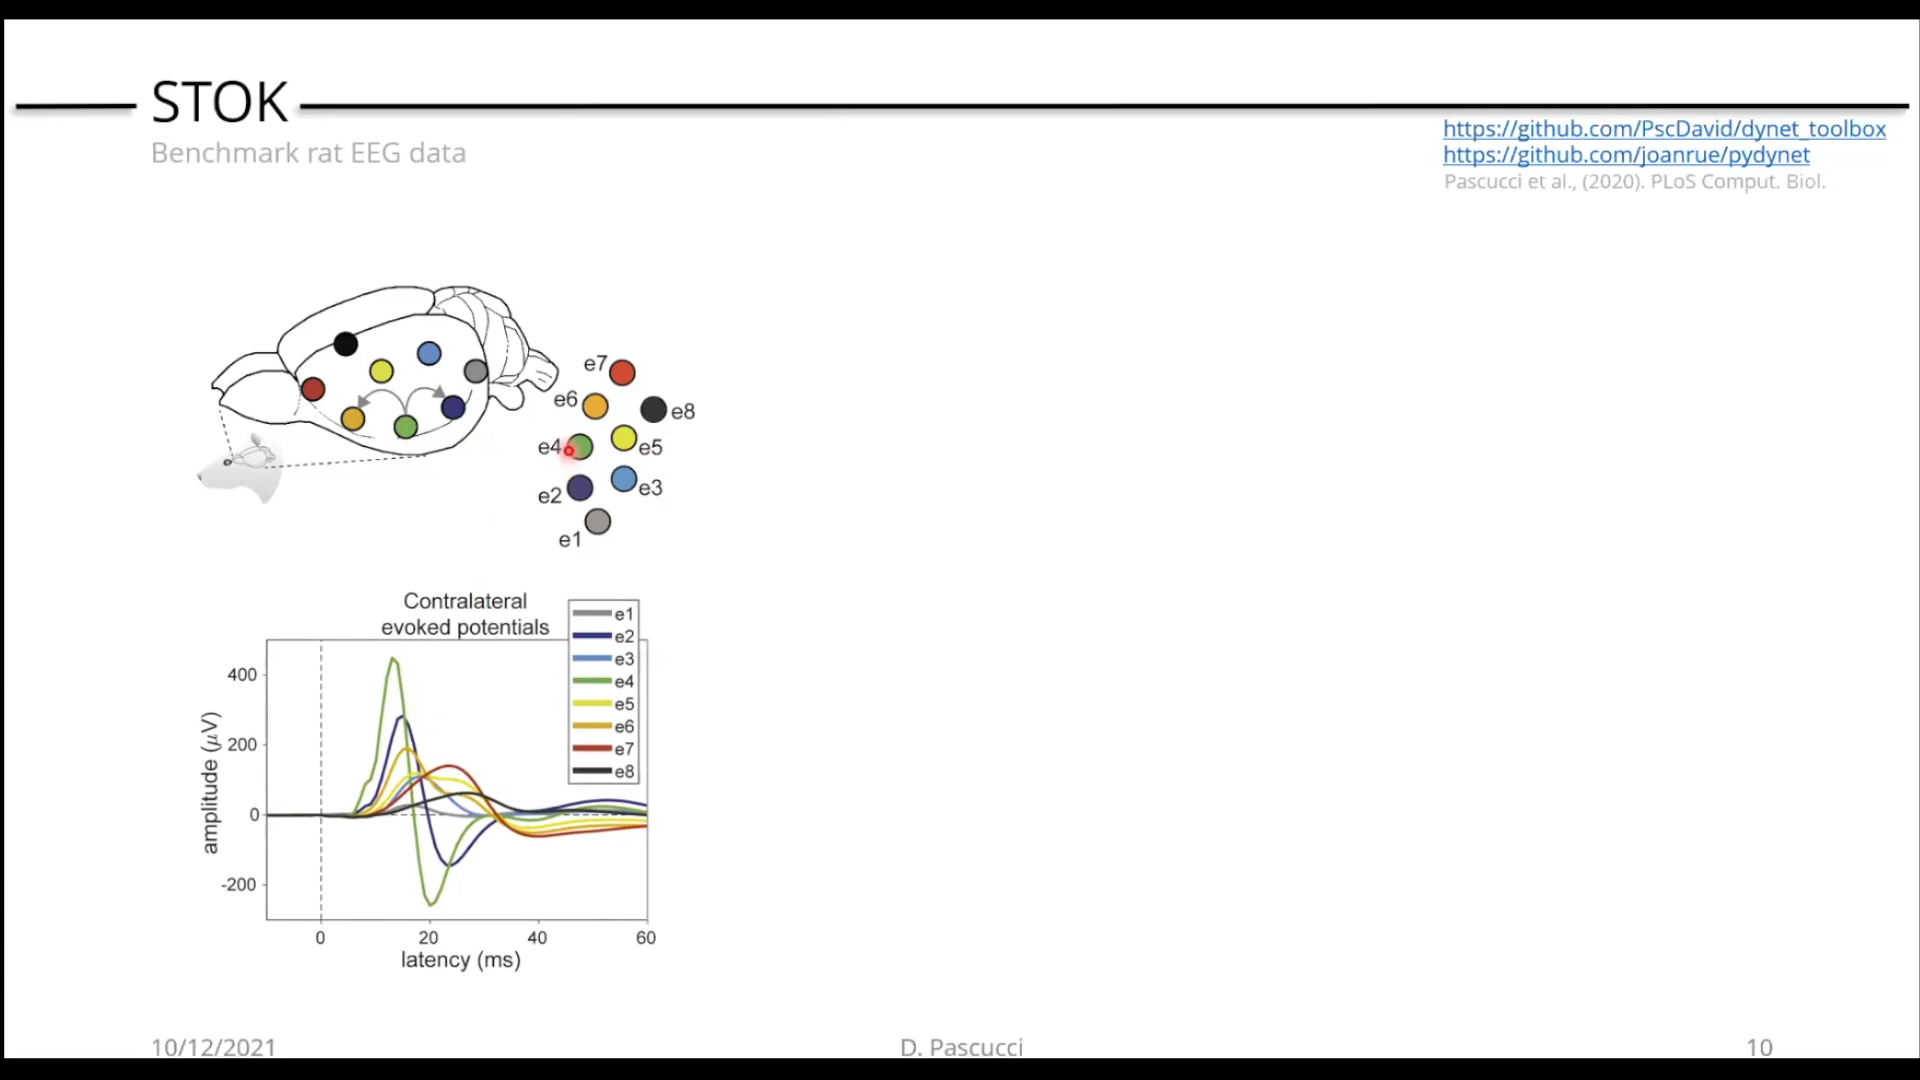 STOK
Benchmark rat EEG data
https://github.com/PscDavid/dynet_toolbox
https://github.com/joanrue/pydynet
Pascucci et al., (2020). PLoS Comput. Biol.
e7
e6
e8
e4
e5
e2
e3
e1
Contralateral
evoked potentials
e1
e2
e3
e4
e5
e6
e7
e8
400
200
0
-200
amplitude (μV)
0 20 40 60
latency (ms)
10/12/2021 D. Pascucci 10